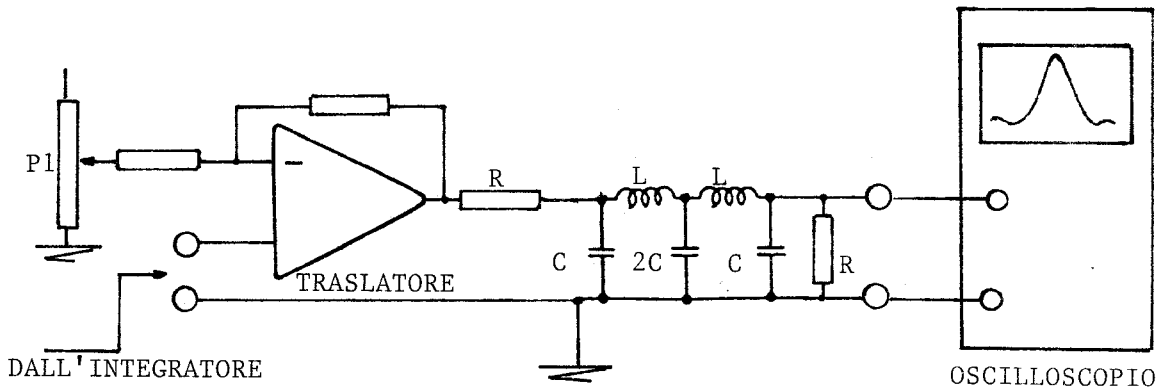 P1
R
L
L
C
2C
C
R
TRASLATORE
DALL'INTEGRATORE
OSCILLOSCOPIO